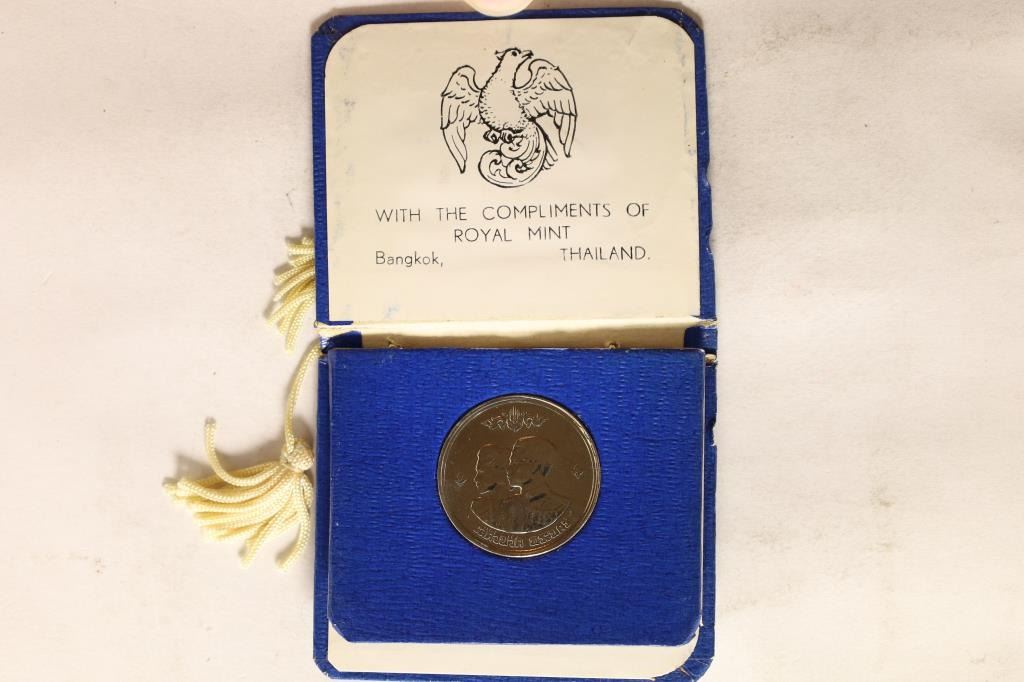 WITH THE COMPLIMENTS OF
ROYAL MINT
Bangkok, THAILAND.